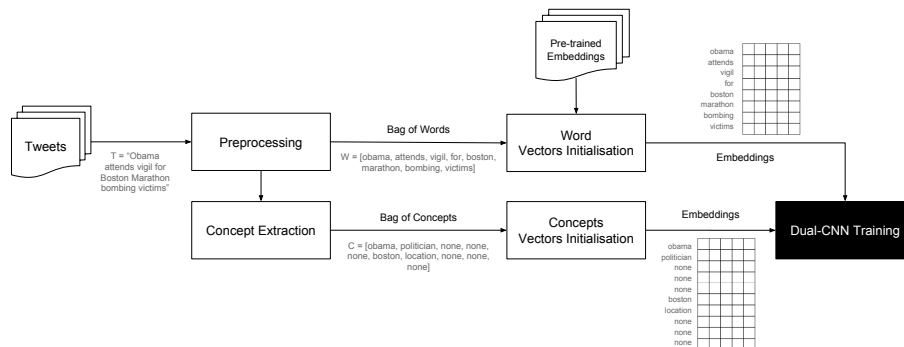 Pre-trained
Embeddings
obama
attends
vigil
for
boston
marathon
bombing
victims
Tweets
T = "Obama
attends vigil for
Boston Marathon
bombing victims"
Preprocessing
Bag of Words
W = [obama, attends, vigil, for, boston,
marathon, bombing, victims]
Word
Vectors Initialisation
Embeddings
Concept Extraction
Bag of Concepts
C = [obama, politician, none, none,
none, boston, location, none, none,
none]
Concepts
Vectors Initialisation
Embeddings
Dual-CNN Training
obama
politician
none
none
none
boston
location
none
none
none